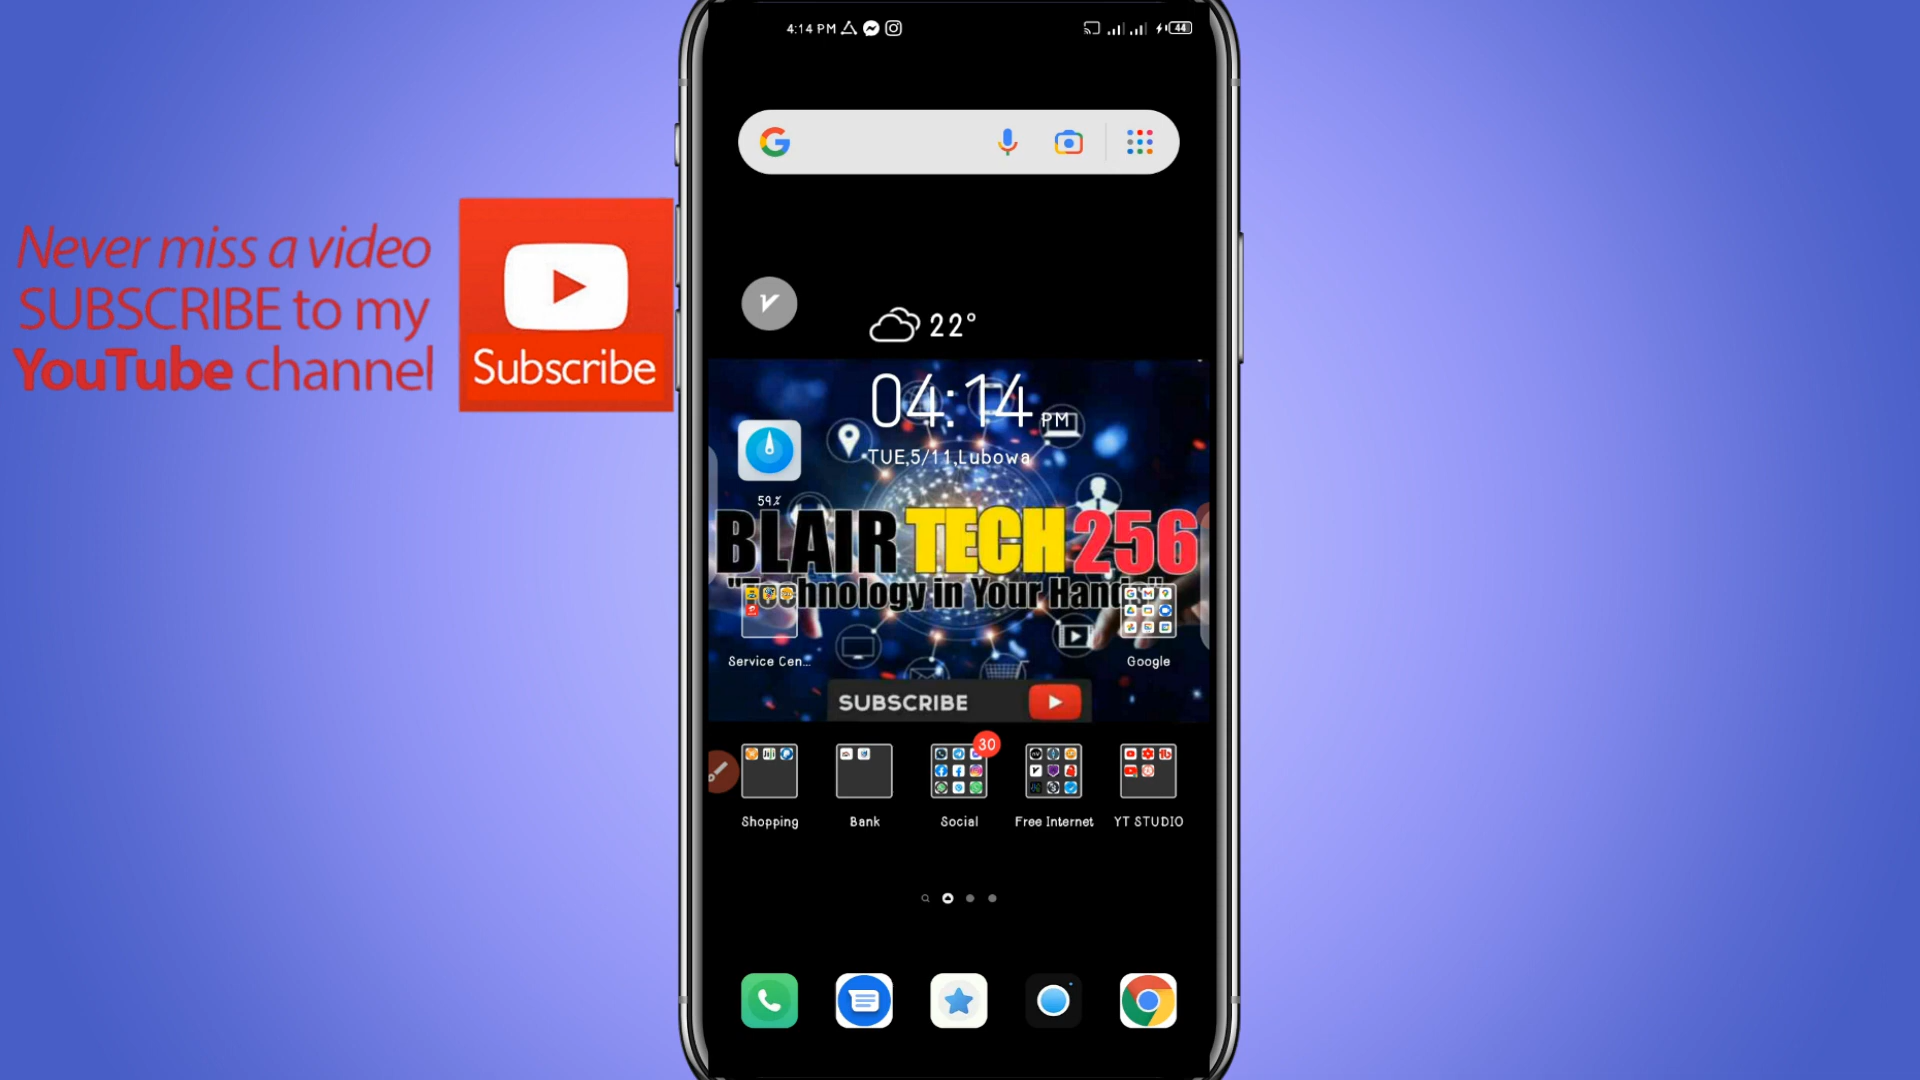 4:14 PM
44
Never miss a video
SUBSCRIBE to my
YouTube channel
Subscribe
22°
04:14 PM
TUE,5/11,Lubowa
59%
BLAIR TECH 256
"Technology in Your Hands"
Service Cen...
Google
SUBSCRIBE
30
Shopping
Bank
Social
Free Internet
YT STUDIO